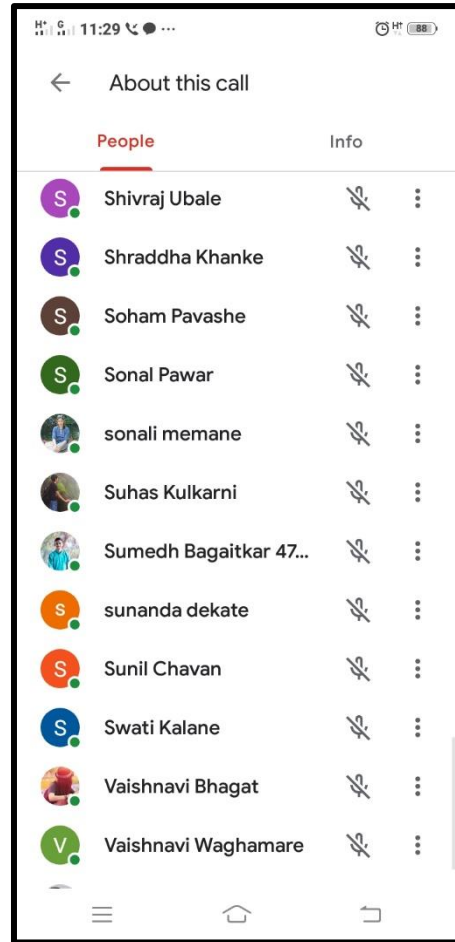 H+ G 11:29 ... H+ 88
About this call
People Info
S Shivraj Ubale
S Shraddha Khanke
S Soham Pavashe
S Sonal Pawar
sonali memane
Suhas Kulkarni
Sumedh Bagaitkar 47...
s sunanda dekate
S Sunil Chavan
S Swati Kalane
Vaishnavi Bhagat
V Vaishnavi Waghamare